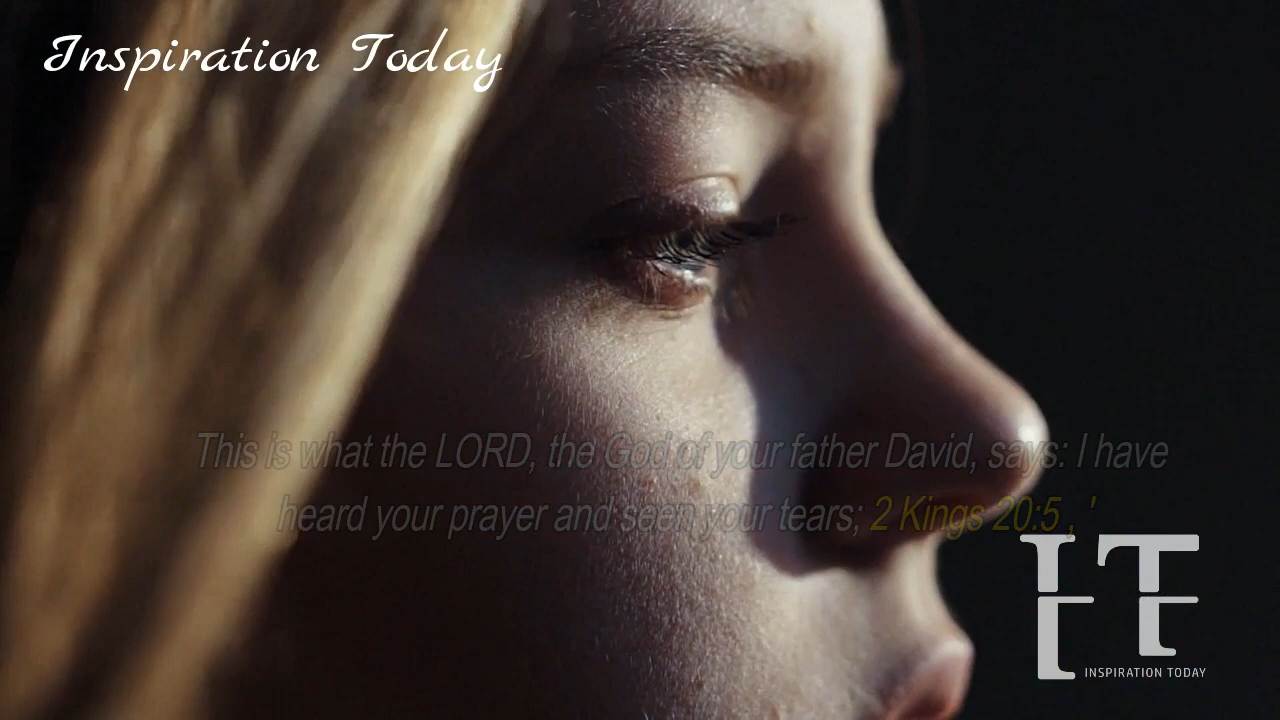 Inspiration Today
This is what the LORD, the God of your father David, says: I have
heard your prayer and seen your tears; 2 Kings 20:5 , '
INSPIRATION TODAY